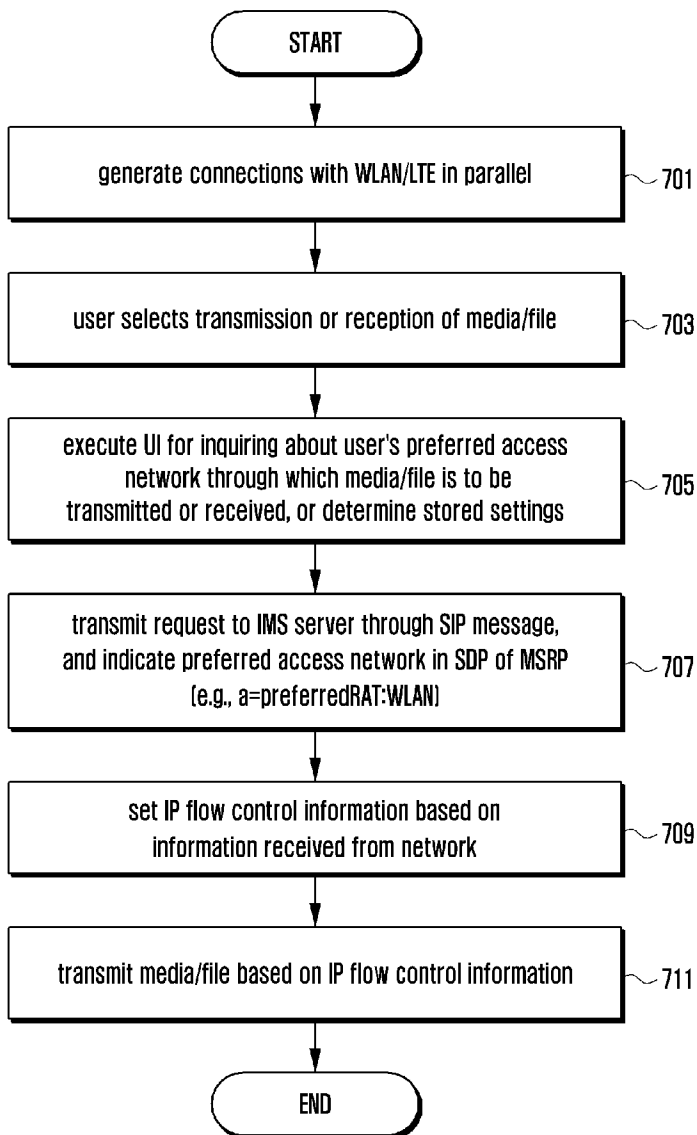 START
generate connections with WLAN/LTE in parallel
701
user selects transmission or reception of media/file
703
execute UI for inquiring about user's preferred access
network through which media/file is to be
transmitted or received, or determine stored settings
705
transmit request to IMS server through SIP message,
and indicate preferred access network in SDP of MSRP
(e.g., a=preferredRAT:WLAN)
707
set IP flow control information based on
information received from network
709
transmit media/file based on IP flow control information
711
END